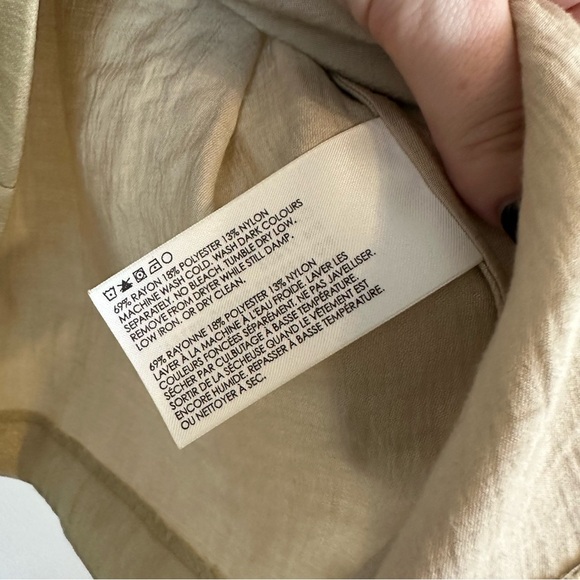 69% RAYON 18% POLYESTER 13% NYLON
MACHINE WASH COLD. WASH DARK COLOURS
SEPARATELY. NO BLEACH. TUMBLE DRY LOW.
REMOVE FROM DRYER WHILE STILL DAMP.
LOW IRON, OR DRY CLEAN.
69% RAYONNE 18% POLYESTER 13% NYLON
LAVER À LA MACHINE À L'EAU FROIDE. LAVER LES
COULEURS FONCÉES SÉPARÉMENT. NE PAS JAVELLISER.
SÉCHER PAR CULBUTAGE À BASSE TEMPÉRATURE.
SORTIR DE LA SÉCHEUSE QUAND LE VÊTEMENT EST
ENCORE HUMIDE. REPASSER À BASSE TEMPÉRATURE,
OU NETTOYER À SEC.